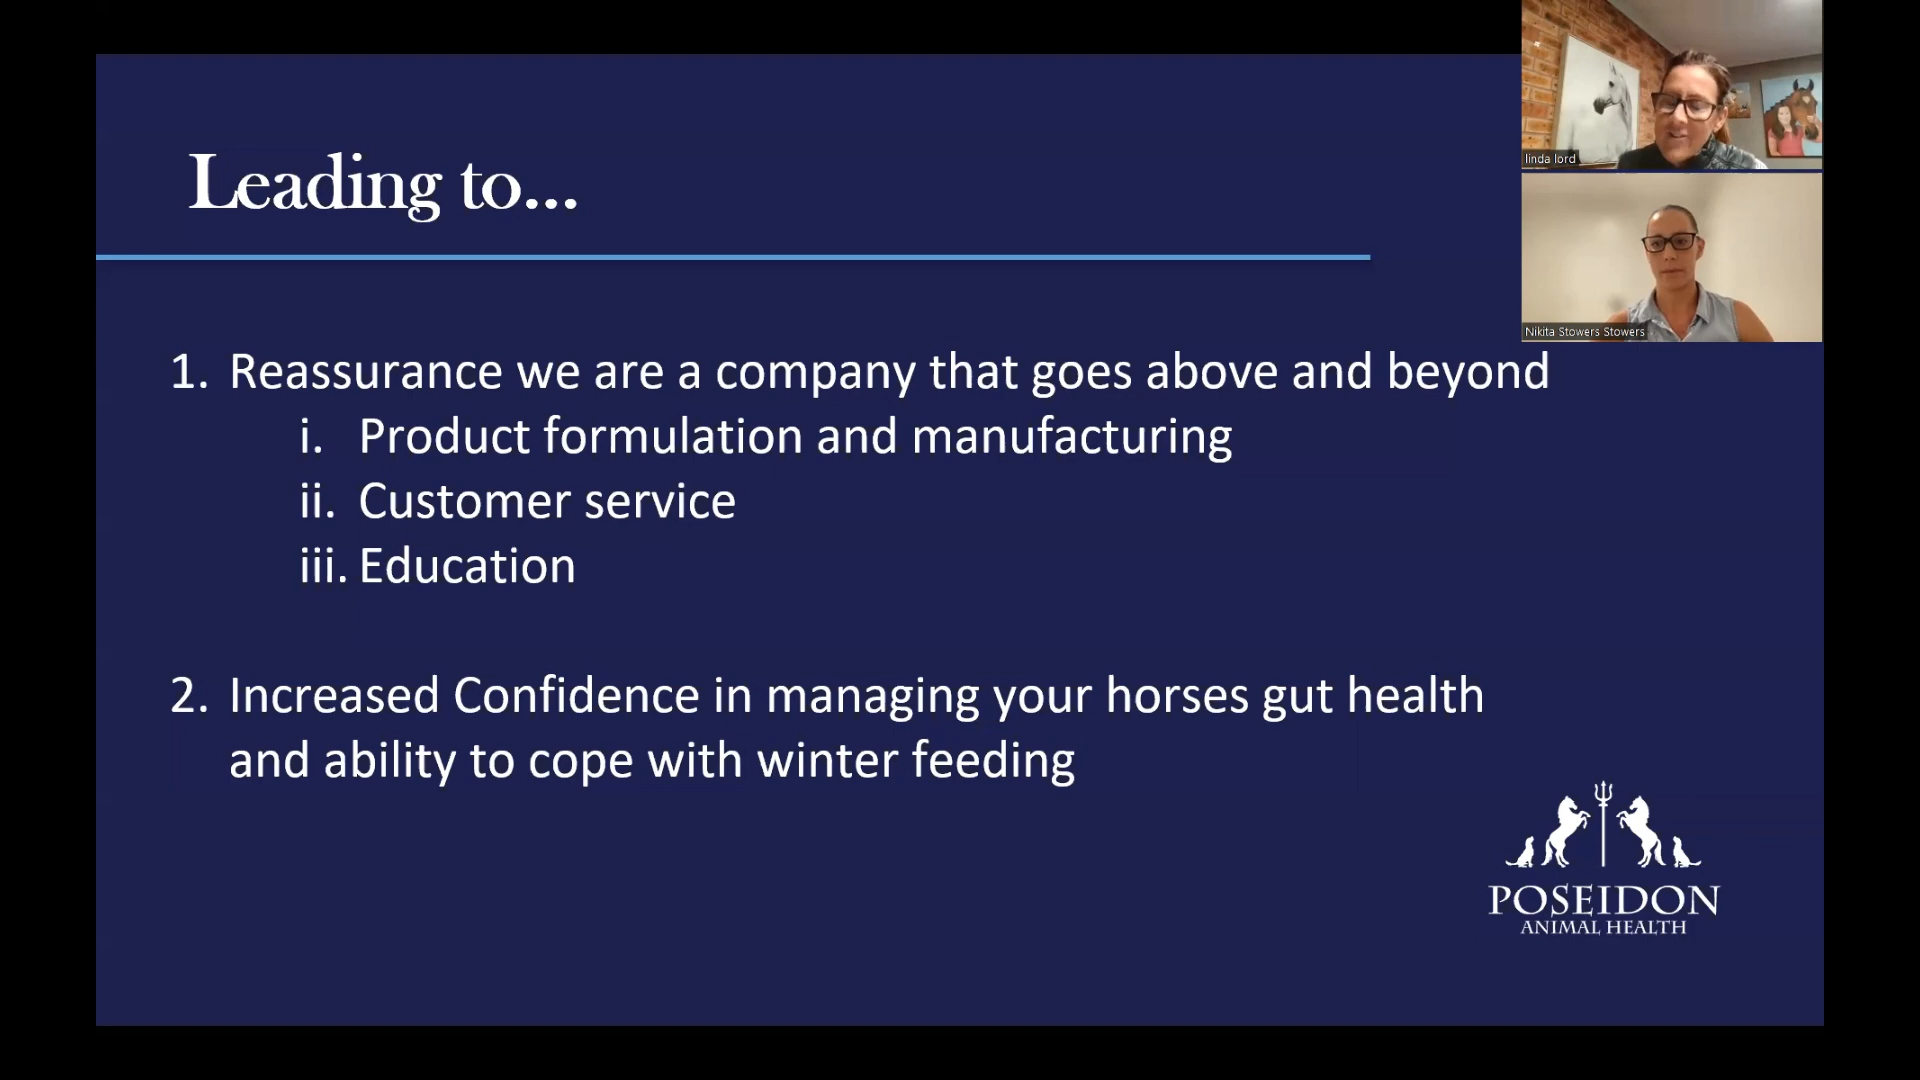 Leading to...
linda lord
Nikita Stowers Stowers
1. Reassurance we are a company that goes above and beyond
i. Product formulation and manufacturing
ii. Customer service
iii. Education
2. Increased Confidence in managing your horses gut health
and ability to cope with winter feeding
POSEIDON
ANIMAL HEALTH